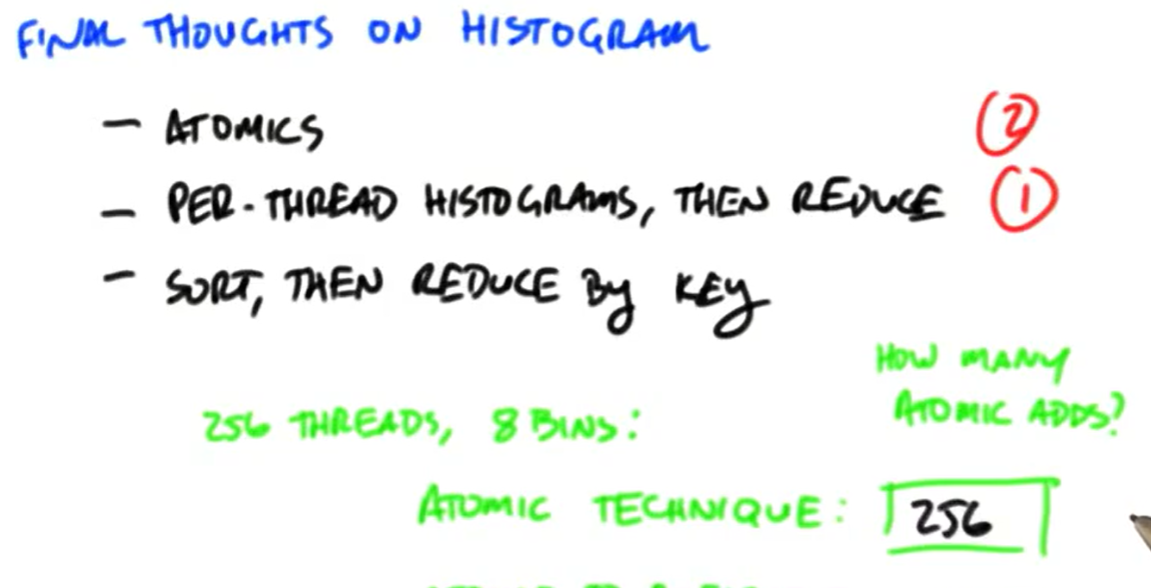 FINAL THOUGHTS ON HISTOGRAM
– ATOMICS ②
– PER-THREAD HISTOGRAMS, THEN REDUCE ①
– SORT, THEN REDUCE By KEy
HOW MANY
ATOMIC ADDS?
256 THREADS, 8 BINS:
ATOMIC TECHNIQUE: 256